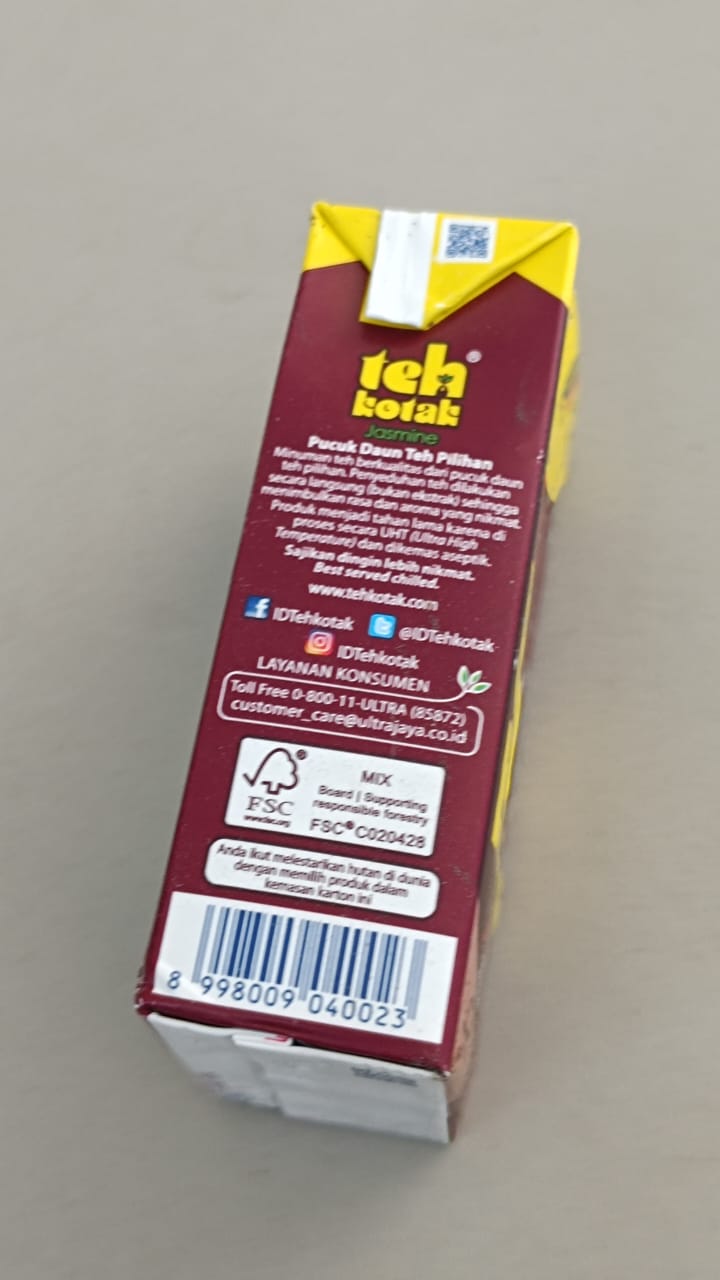 teh®
kotak
Jasmine
Pucuk Daun Teh Pilihan
Minuman teh berkualitas dari pucuk daun
teh pilihan. Penyeduhan teh dilakukan
secara langsung (bukan ekstrak) sehingga
menimbulkan rasa dan aroma yang nikmat.
Produk menjadi tahan lama karena di
proses secara UHT (Ultra High
Temperature) dan dikemas aseptik.
Sajikan dingin lebih nikmat.
Best served chilled.
www.tehkotak.com
IDTehkotak @IDTehkotak
IDTehkotak
LAYANAN KONSUMEN
Toll Free 0-800-11-ULTRA (85872)
customer_care@ultrajaya.co.id
FSC®
www.fsc.org
MIX
Board | Supporting
responsible forestry
FSC® C020428
Anda ikut melestarikan hutan di dunia
dengan memilih produk dalam
kemasan karton ini
8 998009 040023